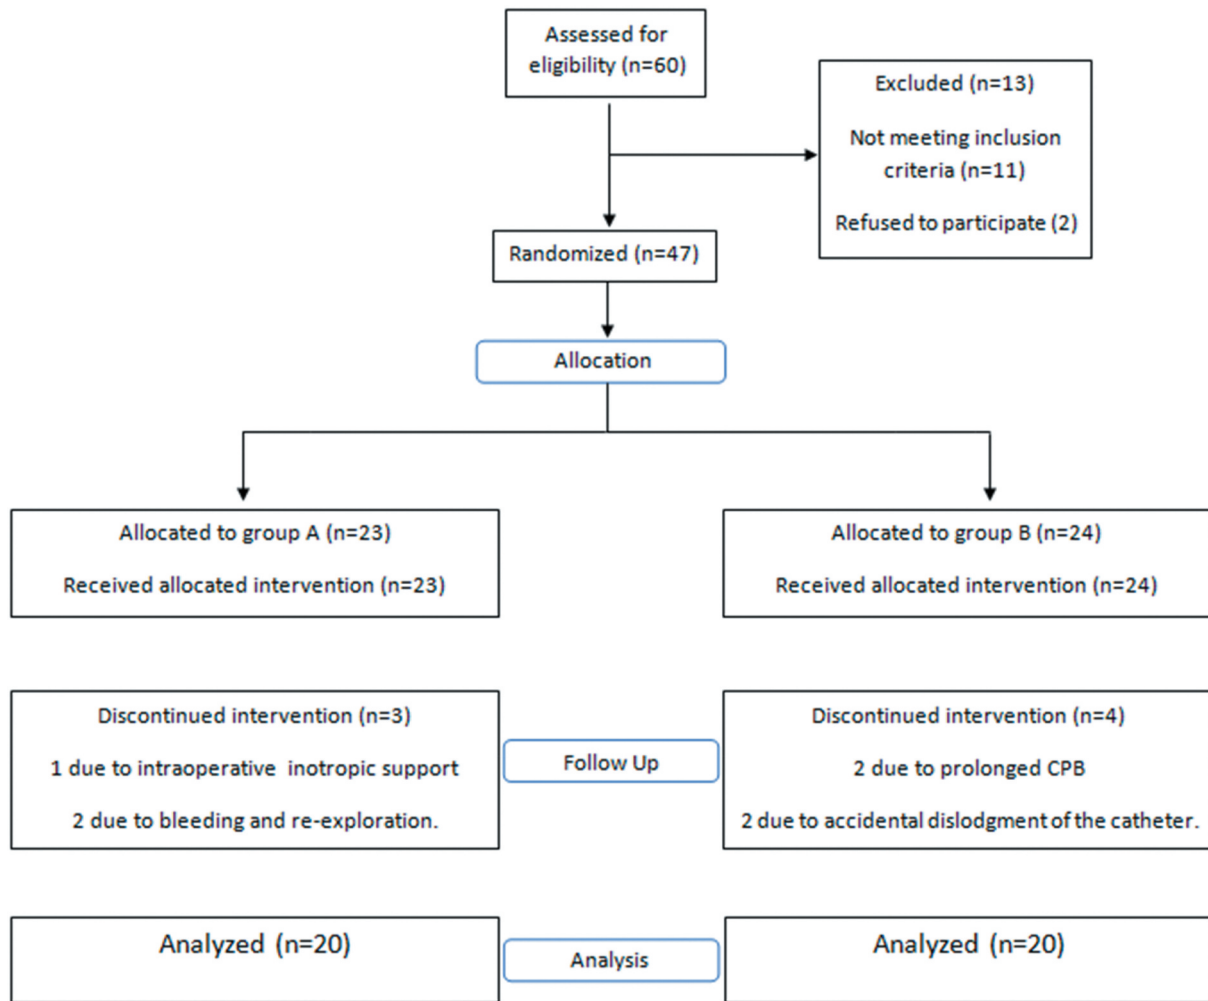 Assessed for
eligibility (n=60)
Excluded (n=13)
Not meeting inclusion
criteria (n=11)
Refused to participate (2)
Randomized (n=47)
Allocation
Allocated to group A (n=23)
Received allocated intervention (n=23)
Allocated to group B (n=24)
Received allocated intervention (n=24)
Discontinued intervention (n=3)
1 due to intraoperative inotropic support
2 due to bleeding and re-exploration.
Follow Up
Discontinued intervention (n=4)
2 due to prolonged CPB
2 due to accidental dislodgment of the catheter.
Analyzed (n=20)
Analysis
Analyzed (n=20)